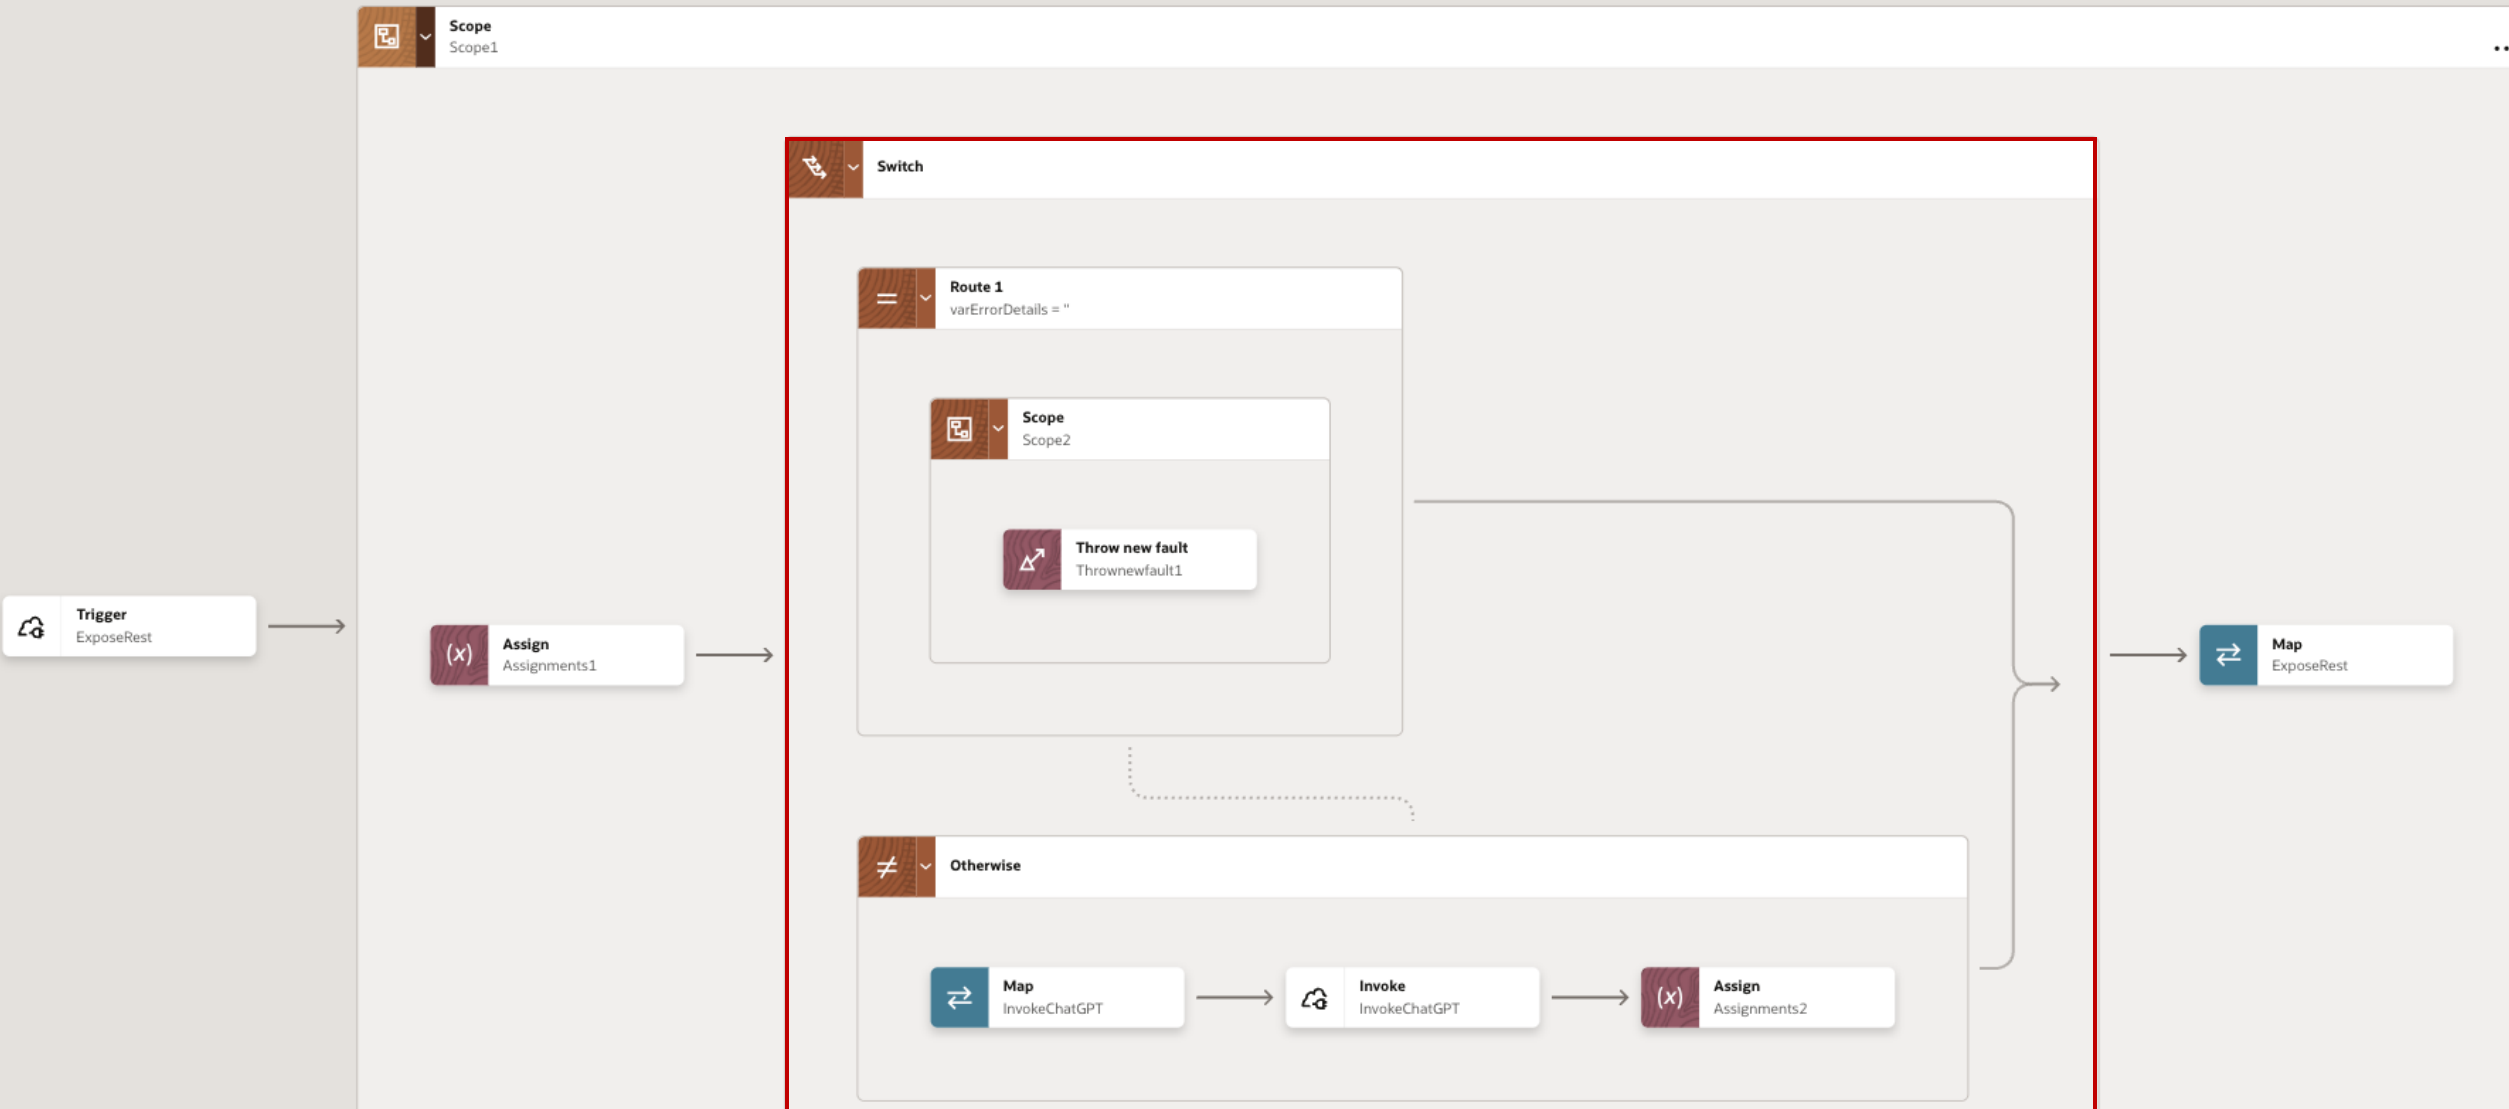 Scope
Scope1
Switch
Route 1
varErrorDetails = ''
Scope
Scope2
Throw new fault
Thrownewfault1
Trigger
ExposeRest
Assign
Assignments1
Map
ExposeRest
Otherwise
Map
InvokeChatGPT
Invoke
InvokeChatGPT
Assign
Assignments2